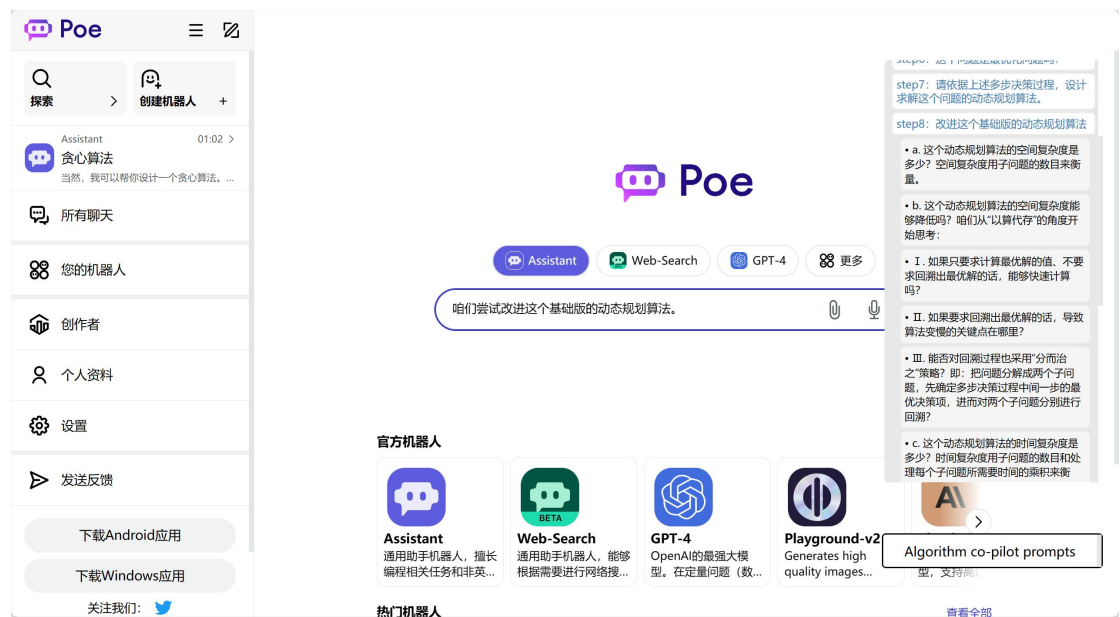 Poe
探索
创建机器人 +
Assistant 01:02
贪心算法
当然，我可以帮你设计一个贪心算法。...
所有聊天
您的机器人
创作者
个人资料
设置
发送反馈
下载Android应用
下载Windows应用
关注我们:
Poe
Assistant
Web-Search
GPT-4
更多
咱们尝试改进这个基础版的动态规划算法。
官方机器人
Assistant
通用助手机器人，擅长
编程相关任务和非英...
BETA
Web-Search
通用助手机器人，能够
根据需要进行网络搜...
GPT-4
OpenAI的最强大模
型。在定量问题（数...
Playground-v2
Generates high
quality images...
型，支持高
热门机器人
查看全部
step7：请依据上述多步决策过程，设计
求解这个问题的动态规划算法。
step8：改进这个基础版的动态规划算法
• a. 这个动态规划算法的空间复杂度是
多少？空间复杂度用子问题的数目来衡
量。
• b. 这个动态规划算法的空间复杂度能
够降低吗？咱们从“以算代存”的角度开
始思考：
• Ⅰ. 如果只要求计算最优解的值、不要
求回溯出最优解的话，能够快速计算
吗？
• Ⅱ. 如果要求回溯出最优解的话，导致
算法变慢的关键点在哪里？
• Ⅲ. 能否对回溯过程也采用“分而治
之”策略？即：把问题分解成两个子问
题，先确定多步决策过程中间一步的最
优决策项，进而对两个子问题分别进行
回溯？
• c. 这个动态规划算法的时间复杂度是
多少？时间复杂度用子问题的数目和处
理每个子问题所需要时间的乘积来衡
Algorithm co-pilot prompts